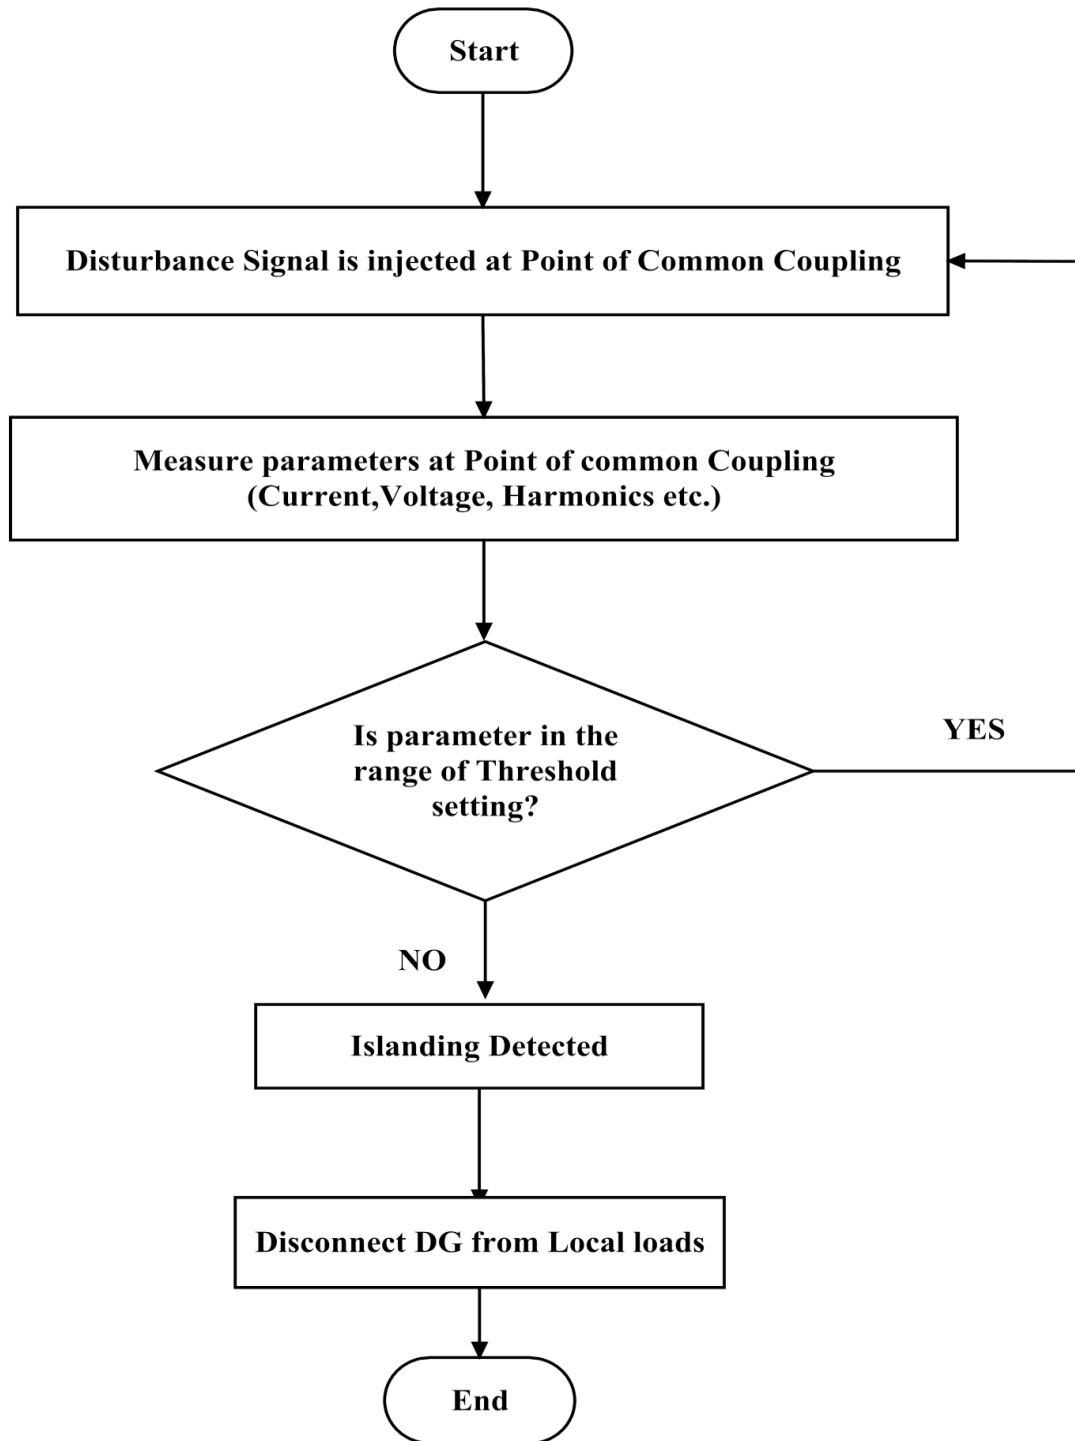 Start
Disturbance Signal is injected at Point of Common Coupling
Measure parameters at Point of common Coupling
(Current,Voltage, Harmonics etc.)
Is parameter in the
range of Threshold
setting?
YES
NO
Islanding Detected
Disconnect DG from Local loads
End